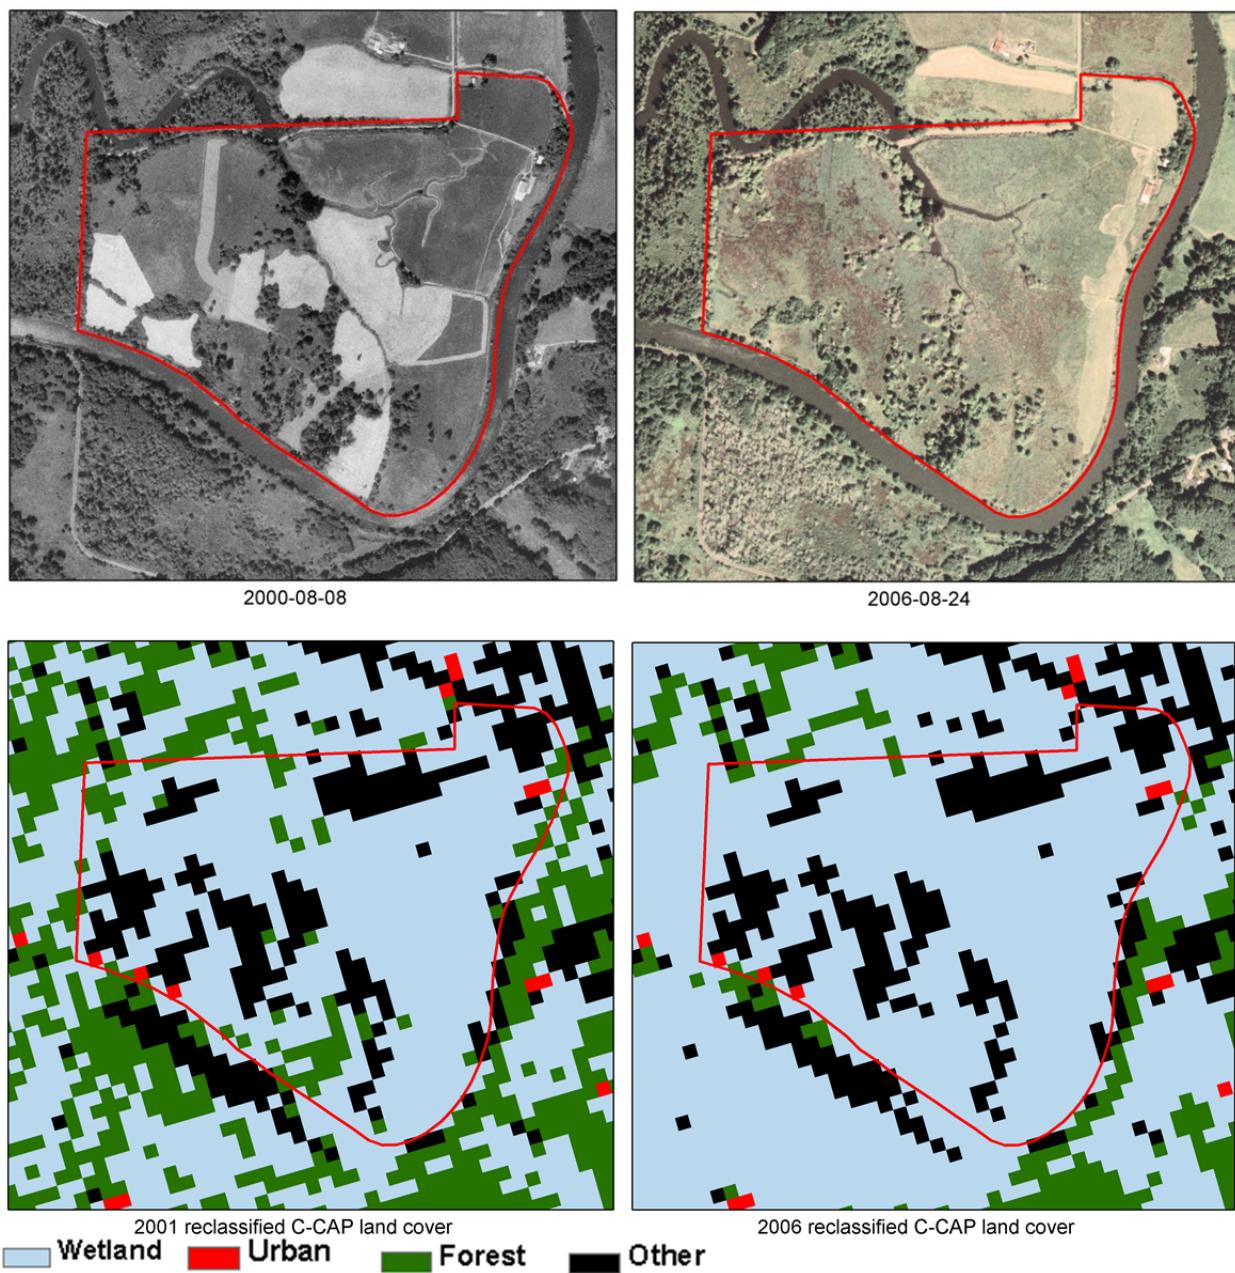 2000-08-08
2006-08-24
2001 reclassified C-CAP land cover
2006 reclassified C-CAP land cover
Wetland
Urban
Forest
Other